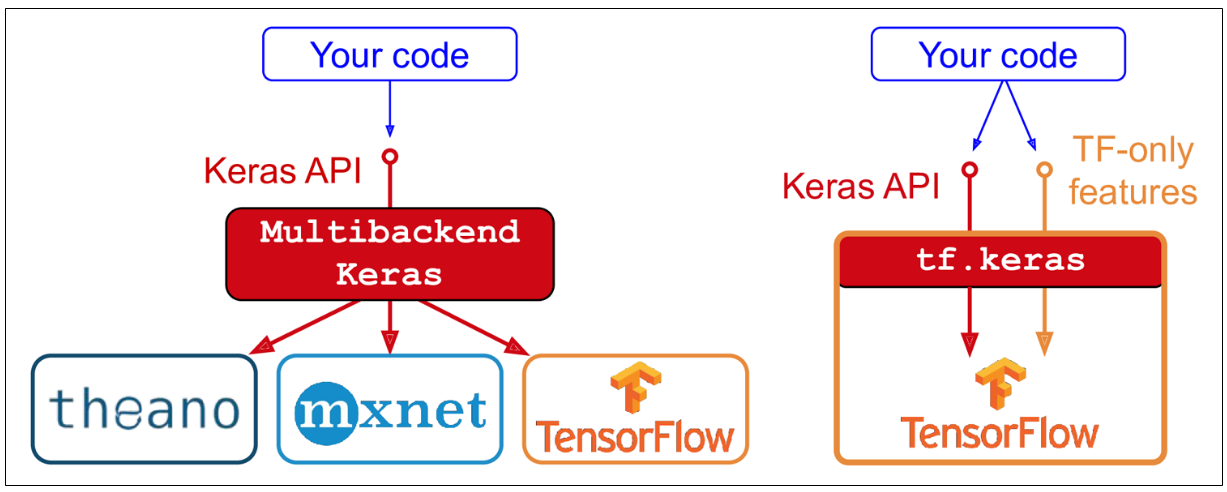 Your code
Keras API
Multibackend
Keras
theano
mxnet
TensorFlow
Your code
Keras API
TF-only
features
tf.keras
TensorFlow